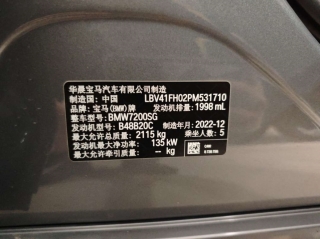 华晨宝马汽车有限公司制造
制造国: 中国 LBV41FH02PM531710
品牌: 宝马(BMW)牌 发动机排量: 1998 mL
整车型号: BMW7200SG
发动机型号: B48B20C 制造年月: 2022-12
最大允许总质量: 2115 kg 乘坐人数: 5
发动机最大净功率: 135 kW
最大允许牵引质量: -- kg